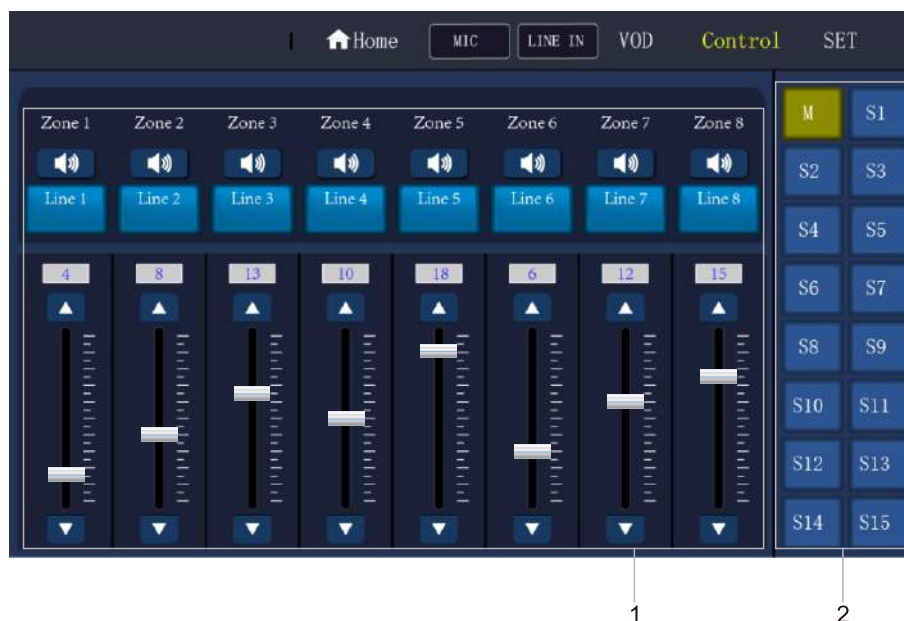 Home MIC LINE IN VOD Control SET
Zone 1 Zone 2 Zone 3 Zone 4 Zone 5 Zone 6 Zone 7 Zone 8
Line 1 Line 2 Line 3 Line 4 Line 5 Line 6 Line 7 Line 8
4 8 13 10 18 6 12 15
M S1
S2 S3
S4 S5
S6 S7
S8 S9
S10 S11
S12 S13
S14 S15
1 2